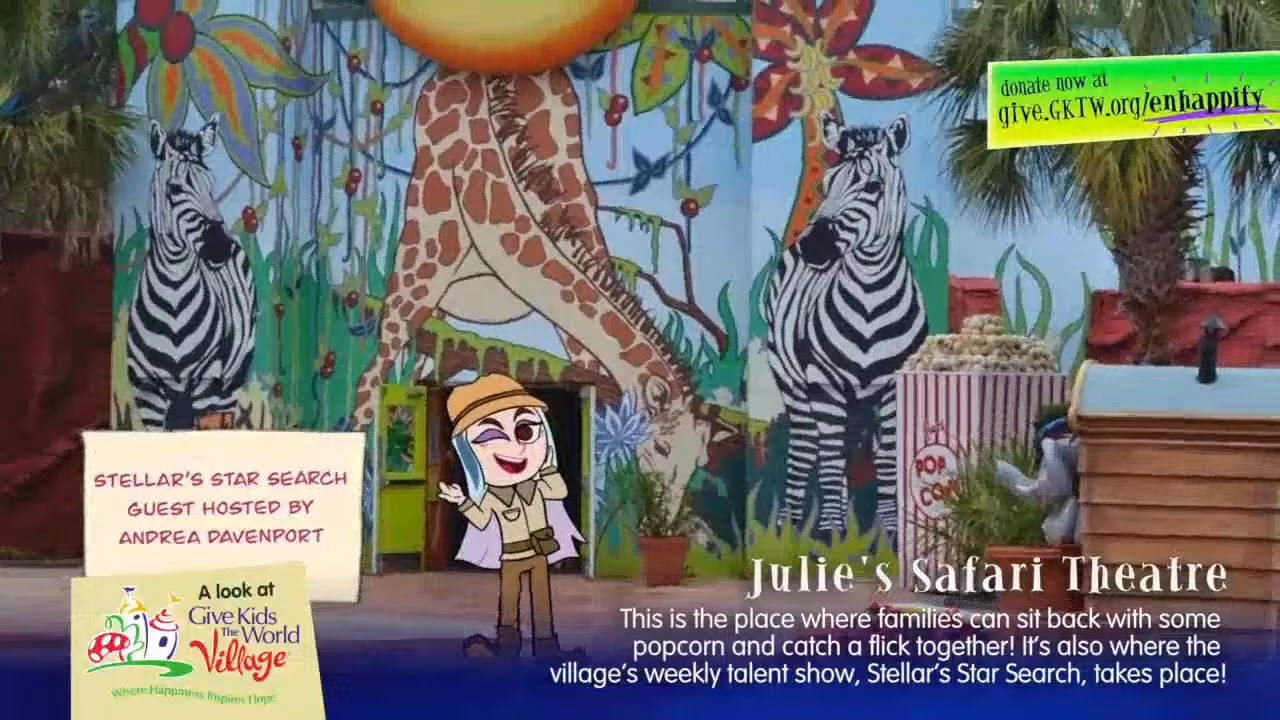 donate now at
give.GKTW.org/enhappify
STELLAR'S STAR SEARCH
GUEST HOSTED BY
ANDREA DAVENPORT
POP
CORN
Julie's Safari Theatre
This is the place where families can sit back with some
popcorn and catch a flick together! It's also where the
village's weekly talent show, Stellar's Star Search, takes place!
A look at
Give Kids
The World
Village
Where Happiness Inspires Hope